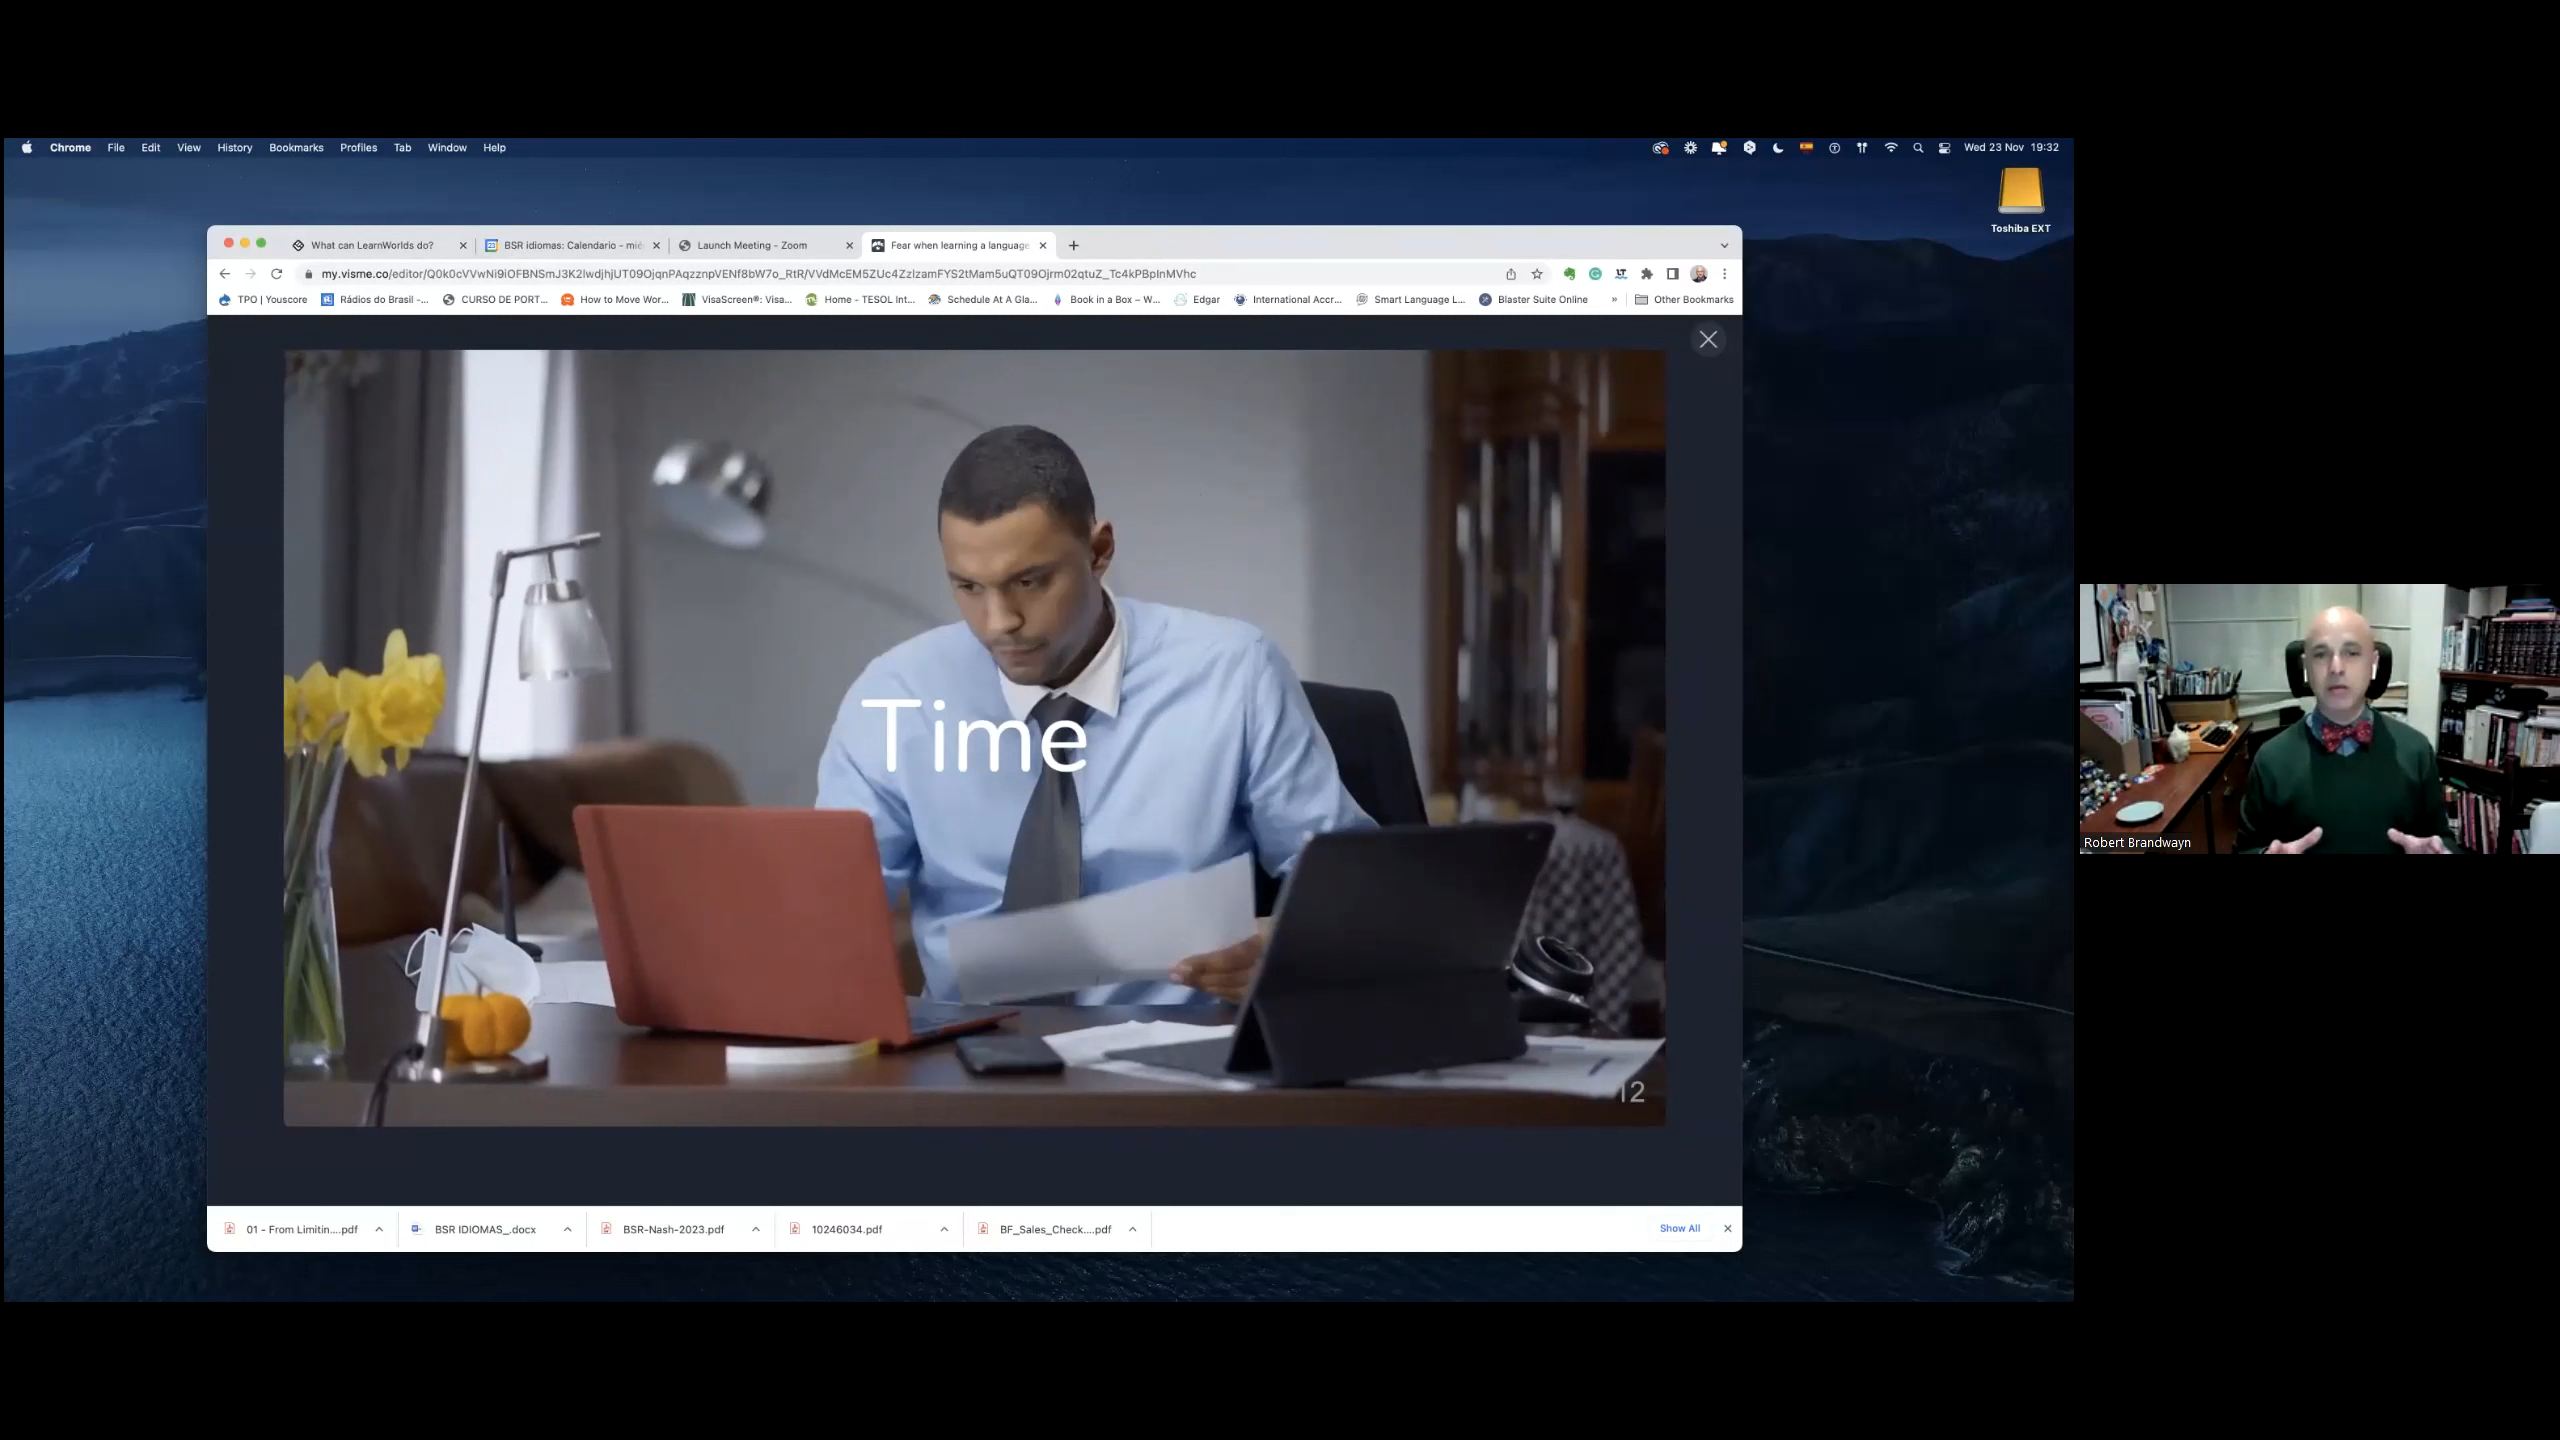 Chrome File Edit View History Bookmarks Profiles Tab Window Help Wed 23 Nov 19:32
Toshiba EXT
What can LearnWorlds do? BSR idiomas: Calendario - mié Launch Meeting - Zoom Fear when learning a language
my.visme.co/editor/
TPO | Youscore Rádios do Brasil -... CURSO DE PORT... How to Move Wor... VisaScreen®: Visa... Home - TESOL Int... Schedule At A Gla... Book in a Box – W... Edgar International Accr... Smart Language L... Blaster Suite Online » Other Bookmarks
Time
12
Robert Brandwayn
01 - From Limitin....pdf BSR IDIOMAS_.docx BSR-Nash-2023.pdf 10246034.pdf BF_Sales_Check....pdf Show All